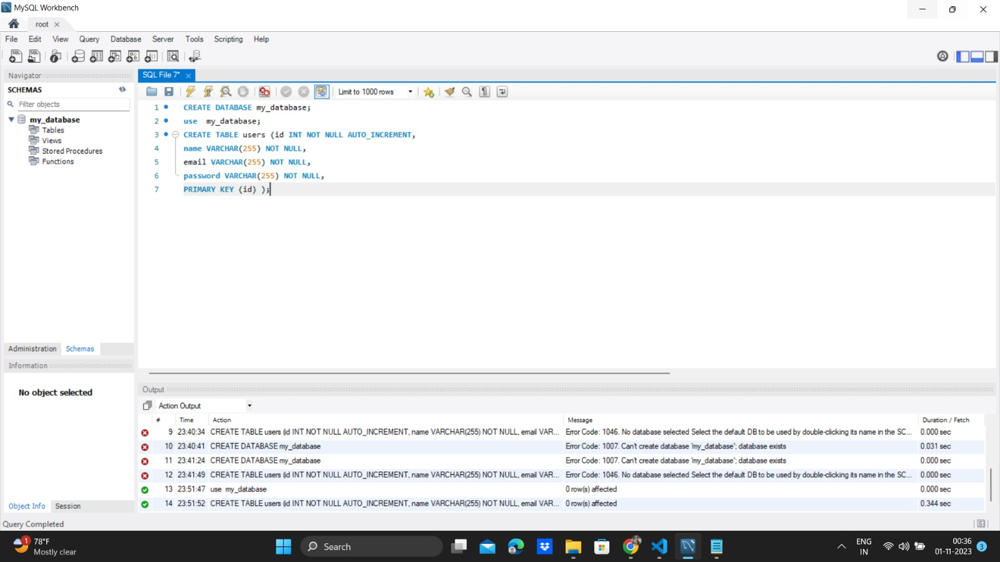 MySQL Workbench
root
File Edit View Query Database Server Tools Scripting Help
Navigator
SCHEMAS
Filter objects
my_database
Tables
Views
Stored Procedures
Functions
Administration Schemas
Information
No object selected
Object Info Session
SQL File 7*
Limit to 1000 rows
1 CREATE DATABASE my_database;
2 use  my_database;
3 CREATE TABLE users (id INT NOT NULL AUTO_INCREMENT,
4 name VARCHAR(255) NOT NULL,
5 email VARCHAR(255) NOT NULL,
6 password VARCHAR(255) NOT NULL,
7 PRIMARY KEY (id) );
Output
Action Output
# Time Action Message Duration / Fetch
9 23:40:34 CREATE TABLE users (id INT NOT NULL AUTO_INCREMENT, name VARCHAR(255) NOT NULL, email VAR... Error Code: 1046. No database selected Select the default DB to be used by double-clicking its name in the SC... 0.000 sec
10 23:40:41 CREATE DATABASE my_database Error Code: 1007. Can't create database 'my_database'; database exists 0.031 sec
11 23:41:24 CREATE DATABASE my_database Error Code: 1007. Can't create database 'my_database'; database exists 0.000 sec
12 23:41:49 CREATE TABLE users (id INT NOT NULL AUTO_INCREMENT, name VARCHAR(255) NOT NULL, email VAR... Error Code: 1046. No database selected Select the default DB to be used by double-clicking its name in the SC... 0.000 sec
13 23:51:47 use  my_database 0 row(s) affected 0.000 sec
14 23:51:52 CREATE TABLE users (id INT NOT NULL AUTO_INCREMENT, name VARCHAR(255) NOT NULL, email VAR... 0 row(s) affected 0.344 sec
Query Completed
1
78°F
Mostly clear
Search
ENG
IN
00:36
01-11-2023
3